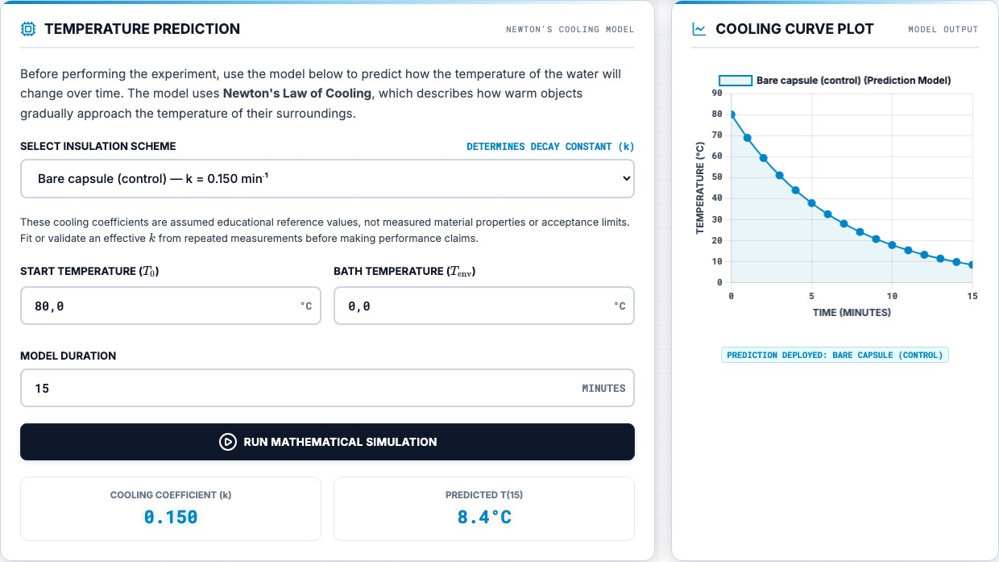 TEMPERATURE PREDICTION
NEWTON'S COOLING MODEL
Before performing the experiment, use the model below to predict how the temperature of the water will
change over time. The model uses Newton's Law of Cooling, which describes how warm objects
gradually approach the temperature of their surroundings.
SELECT INSULATION SCHEME
DETERMINES DECAY CONSTANT (k)
Bare capsule (control) — k = 0.150 min⁻¹
These cooling coefficients are assumed educational reference values, not measured material properties or acceptance limits.
Fit or validate an effective k from repeated measurements before making performance claims.
START TEMPERATURE (T₀)
BATH TEMPERATURE (Tenv)
80,0 °C
0,0 °C
MODEL DURATION
15 MINUTES
RUN MATHEMATICAL SIMULATION
COOLING COEFFICIENT (k)
0.150
PREDICTED T(15)
8.4°C
COOLING CURVE PLOT
MODEL OUTPUT
Bare capsule (control) (Prediction Model)
TEMPERATURE (°C)
90
80
70
60
50
40
30
20
10
0
0 5 10 15
TIME (MINUTES)
PREDICTION DEPLOYED: BARE CAPSULE (CONTROL)